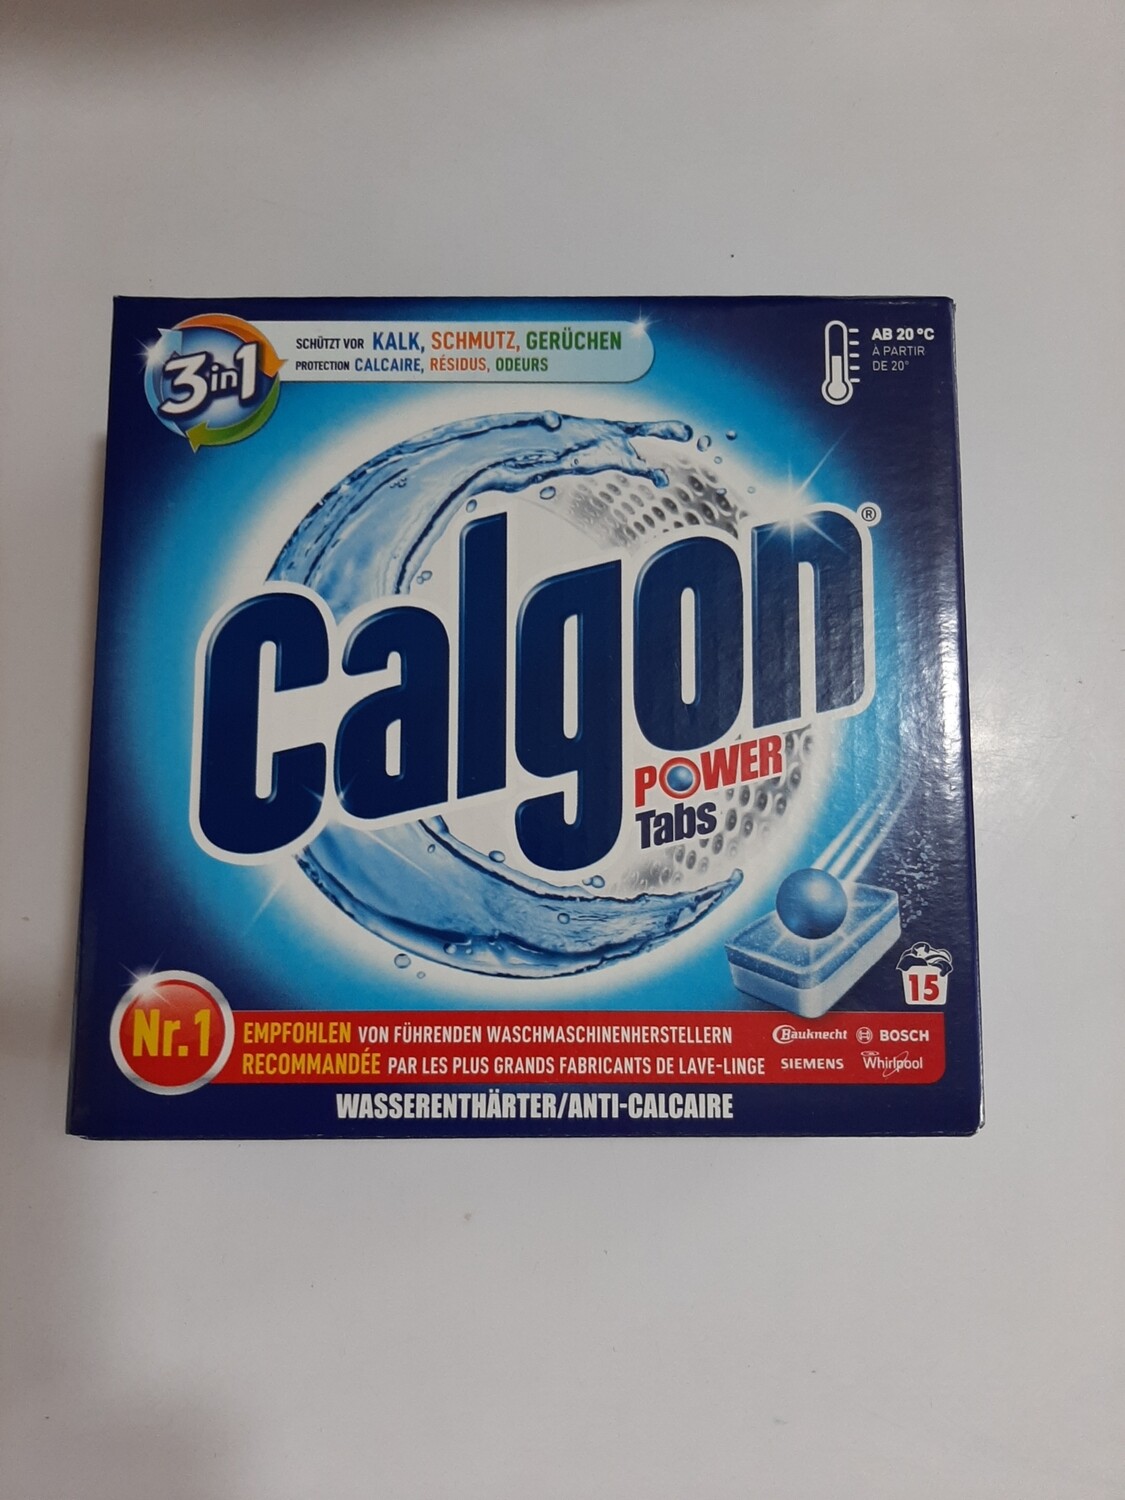 3in1
SCHÜTZT VOR KALK, SCHMUTZ, GERÜCHEN
PROTECTION CALCAIRE, RÉSIDUS, ODEURS
AB 20 °C
À PARTIR
DE 20°
Calgon®
POWER
Tabs
15
Nr.1
EMPFOHLEN VON FÜHRENDEN WASCHMASCHINENHERSTELLERN
RECOMMANDÉE PAR LES PLUS GRANDS FABRICANTS DE LAVE-LINGE
Bauknecht BOSCH
SIEMENS Whirlpool
WASSERENTHÄRTER/ANTI-CALCAIRE